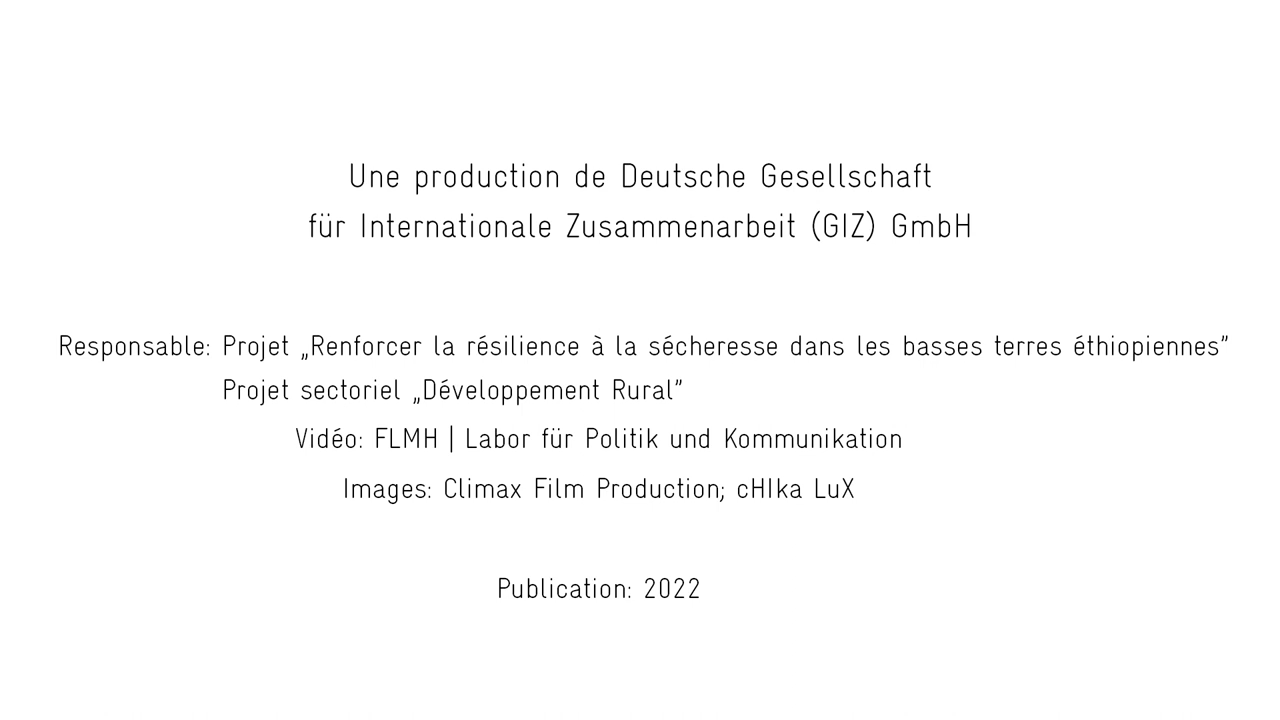 Une production de Deutsche Gesellschaft
für Internationale Zusammenarbeit (GIZ) GmbH
Responsable: Projet „Renforcer la résilience à la sécheresse dans les basses terres éthiopiennes”
Projet sectoriel „Développement Rural”
Vidéo: FLMH | Labor für Politik und Kommunikation
Images: Climax Film Production; cHIka LuX
Publication: 2022